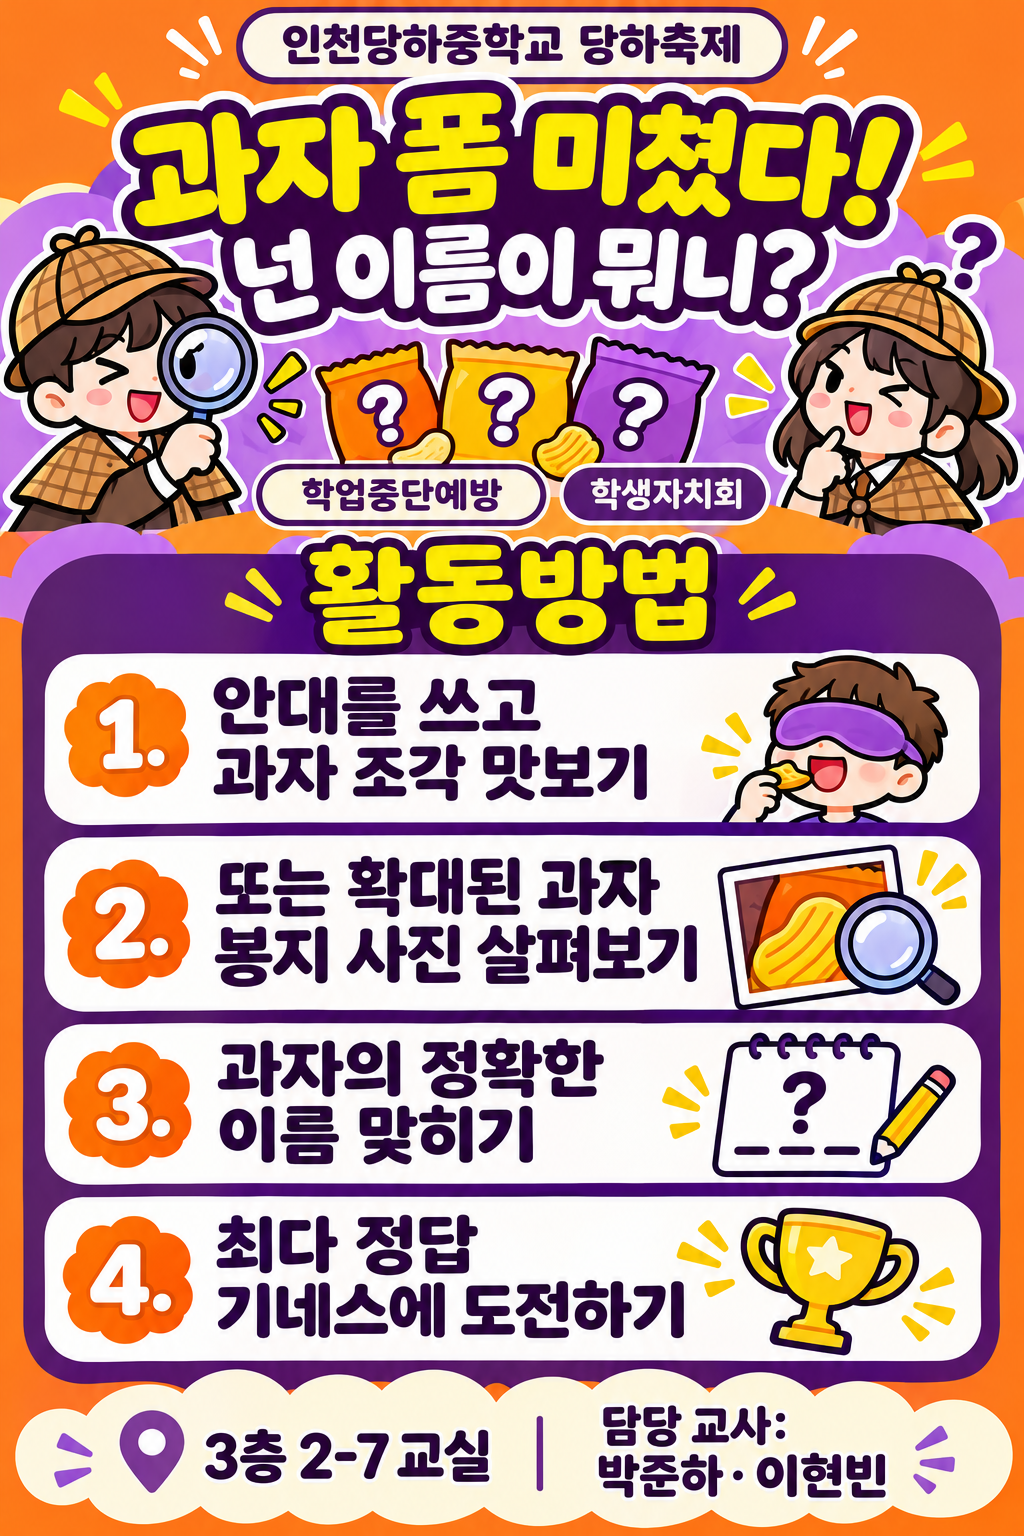 인천당하중학교 당하축제
과자 폼 미쳤다!
넌 이름이 뭐니?
?
? ? ?
학업중단예방
학생자치회
활동방법
1.
안대를 쓰고
과자 조각 맛보기
2.
또는 확대된 과자
봉지 사진 살펴보기
3.
과자의 정확한
이름 맞히기
?
4.
최다 정답
기네스에 도전하기
3층 2-7 교실
담당 교사:
박준하 · 이현빈